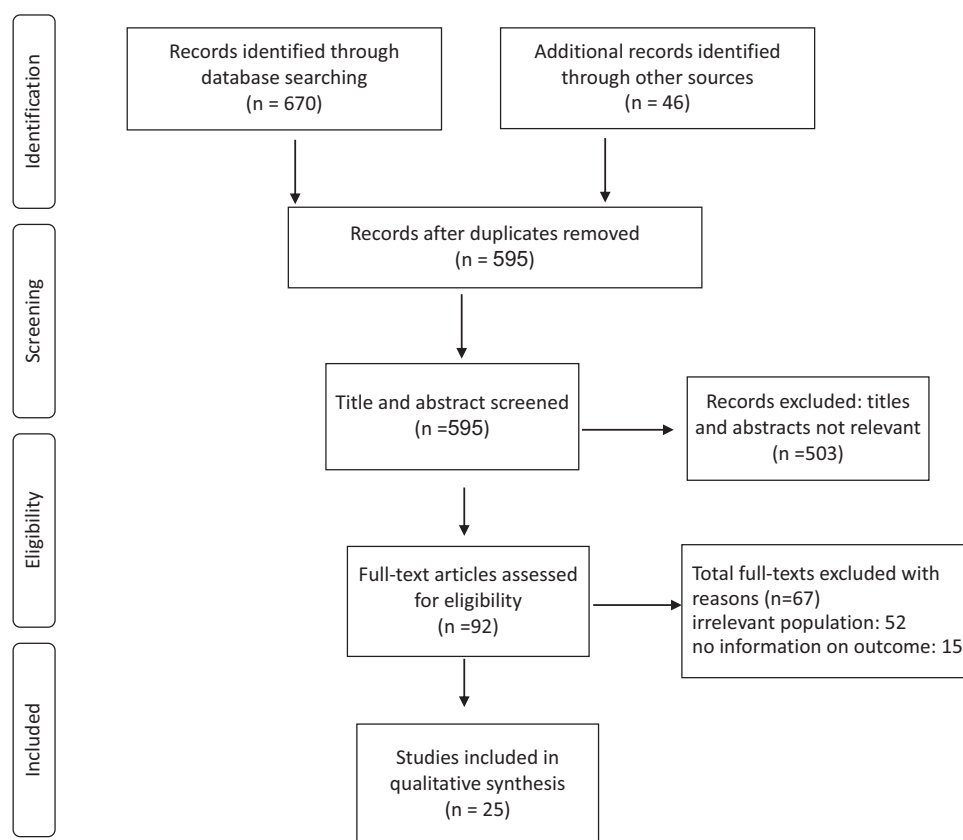 Identification
Records identified through
database searching
(n = 670)
Additional records identified
through other sources
(n = 46)
Screening
Records after duplicates removed
(n = 595)
Title and abstract screened
(n =595)
Records excluded: titles
and abstracts not relevant
(n =503)
Eligibility
Full-text articles assessed
for eligibility
(n =92)
Total full-texts excluded with
reasons (n=67)
irrelevant population: 52
no information on outcome: 15
Included
Studies included in
qualitative synthesis
(n = 25)